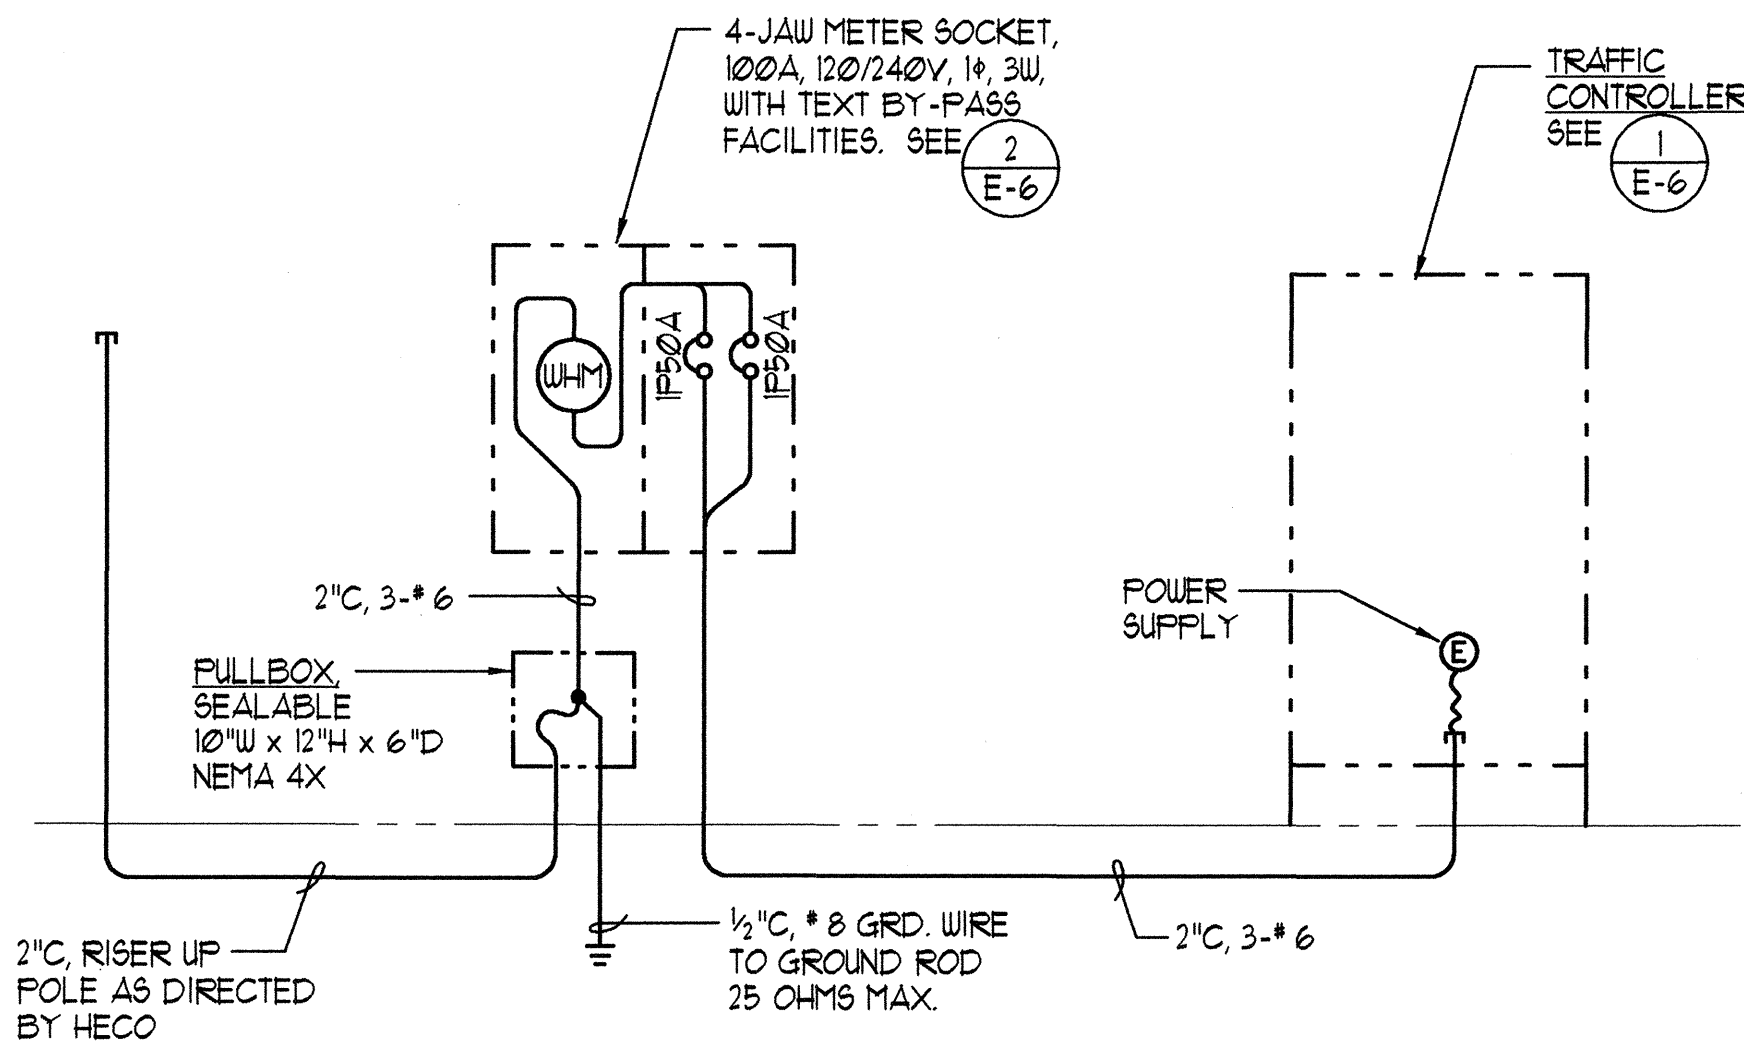 4-JAW METER SOCKET,
100A, 120/240V, 1Φ, 3W,
WITH TEXT BY-PASS
FACILITIES. SEE
2
E-6
TRAFFIC
CONTROLLER
SEE
1
E-6
WHM
1P50A
1P50A
2"C, 3-#6
PULLBOX,
SEALABLE
10"W x 12"H x 6"D
NEMA 4X
POWER
SUPPLY
E
2"C, RISER UP
POLE AS DIRECTED
BY HECO
½"C, #8 GRD. WIRE
TO GROUND ROD
25 OHMS MAX.
2"C, 3-#6